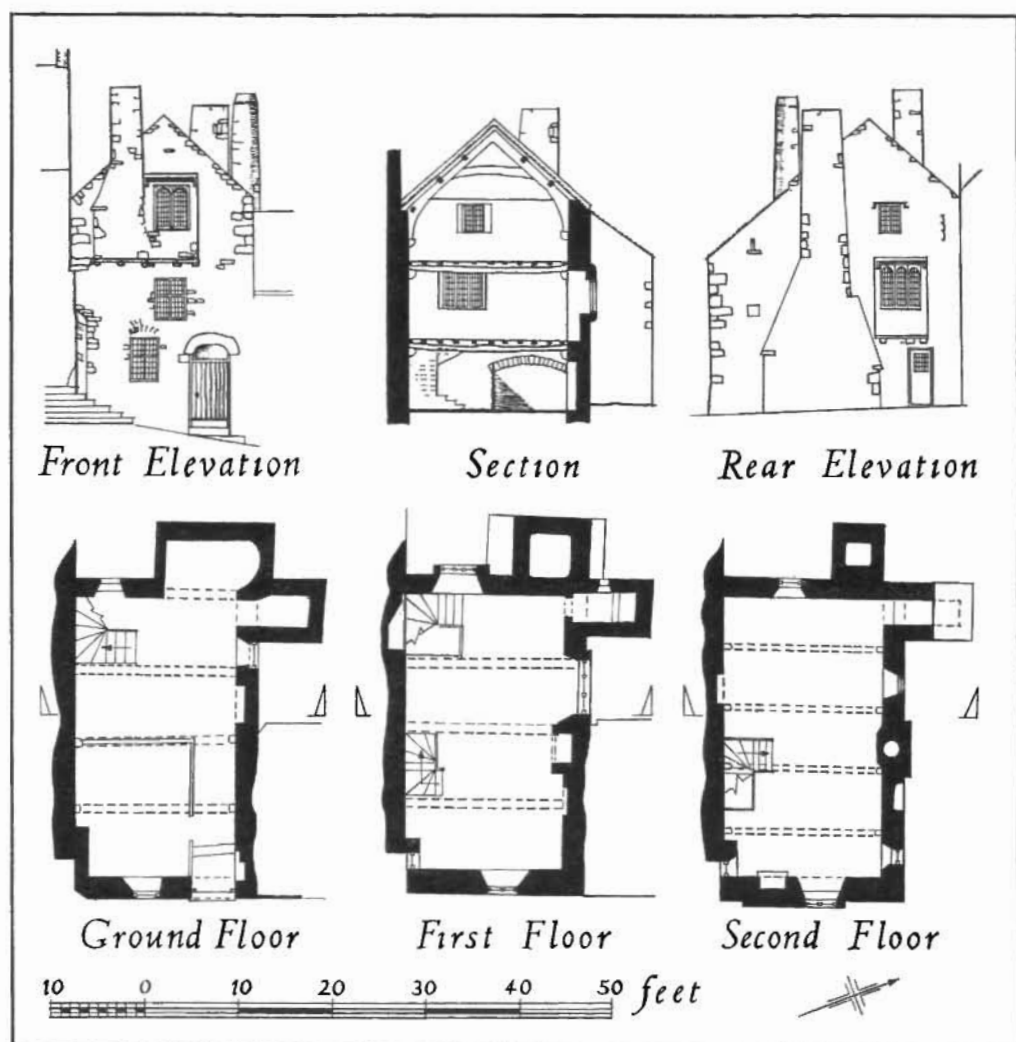 Front Elevation
Section
Rear Elevation
Ground Floor
First Floor
Second Floor
10 0 10 20 30 40 50 feet